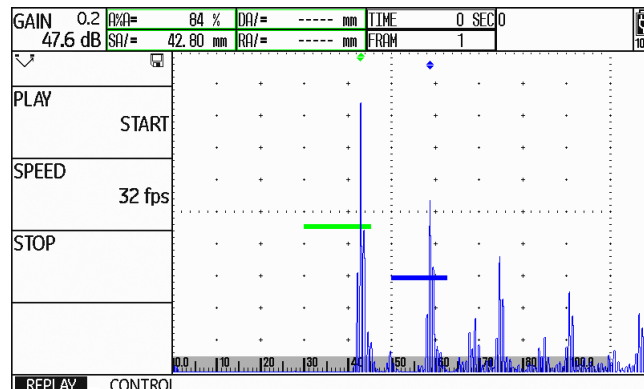 GAIN 0.2
47.6 dB
A%A= 84 %
DA/= ----- mm
TIME 0 SEC
0
SA/= 42.80 mm
RA/= ----- mm
FRAM 1
10
PLAY
START
SPEED
32 fps
STOP
0.0 10 20 30 40 50 60 70 80 90 100.0
REPLAY CONTROL